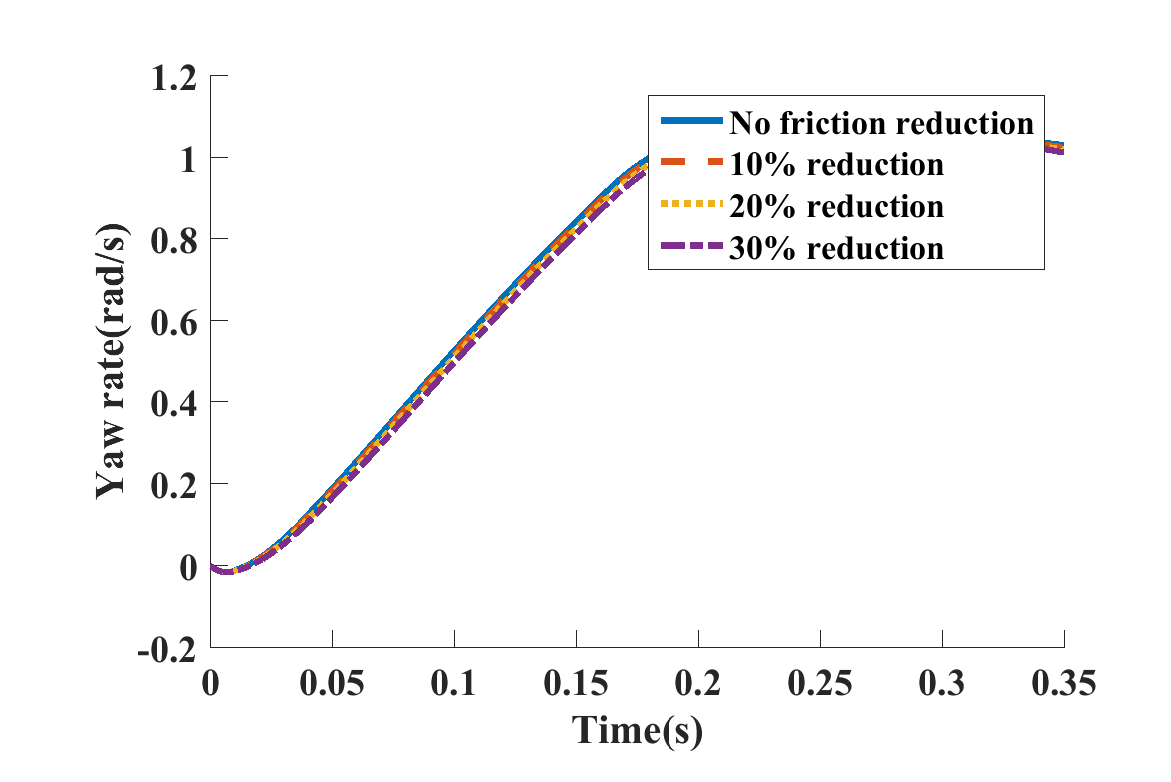 1.2
1
0.8
0.6
0.4
0.2
0
-0.2
Yaw rate(rad/s)
No friction reduction
10% reduction
20% reduction
30% reduction
0 0.05 0.1 0.15 0.2 0.25 0.3 0.35
Time(s)